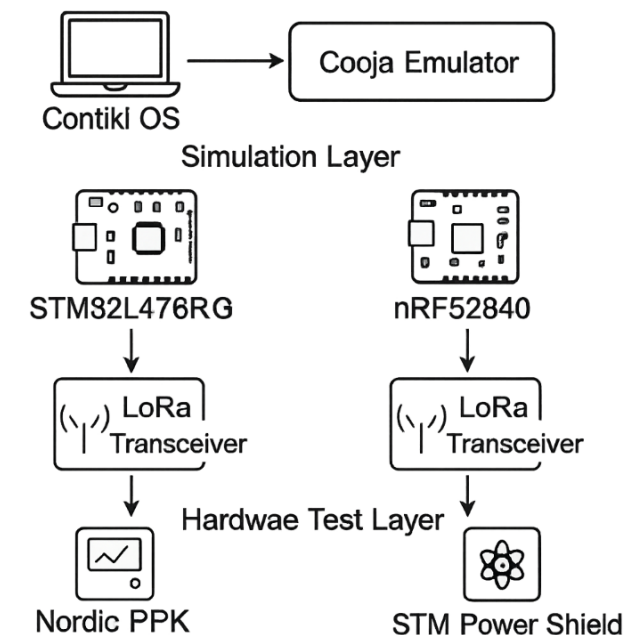 Cooja Emulator
Contiki OS
Simulation Layer
STM32L476RG
nRF52840
LoRa
Transceiver
LoRa
Transceiver
Hardwae Test Layer
Nordic PPK
STM Power Shield